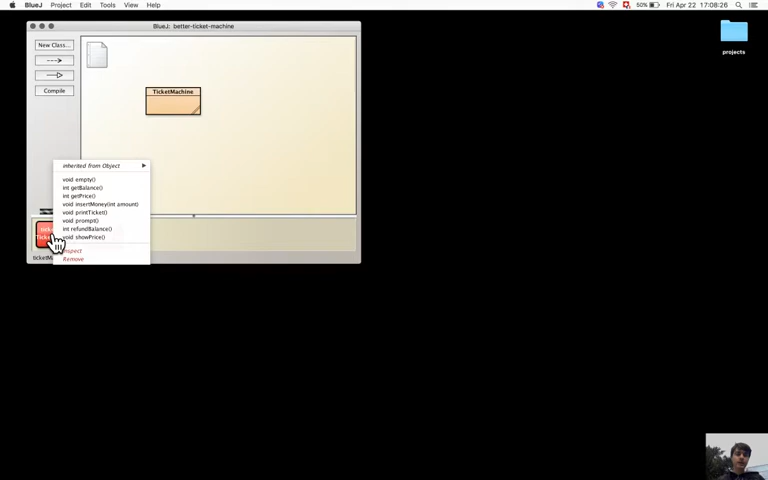 BlueJ Project Edit Tools View Help 50% Fri Apr 22 17:08:26
BlueJ: better-ticket-machine
projects
New Class...
Compile
TicketMachine
Inherited from Object
void empty()
int getBalance()
int getPrice()
void insertMoney(int amount)
void printTicket()
void prompt()
int refundBalance()
void showPrice()
Inspect
Remove